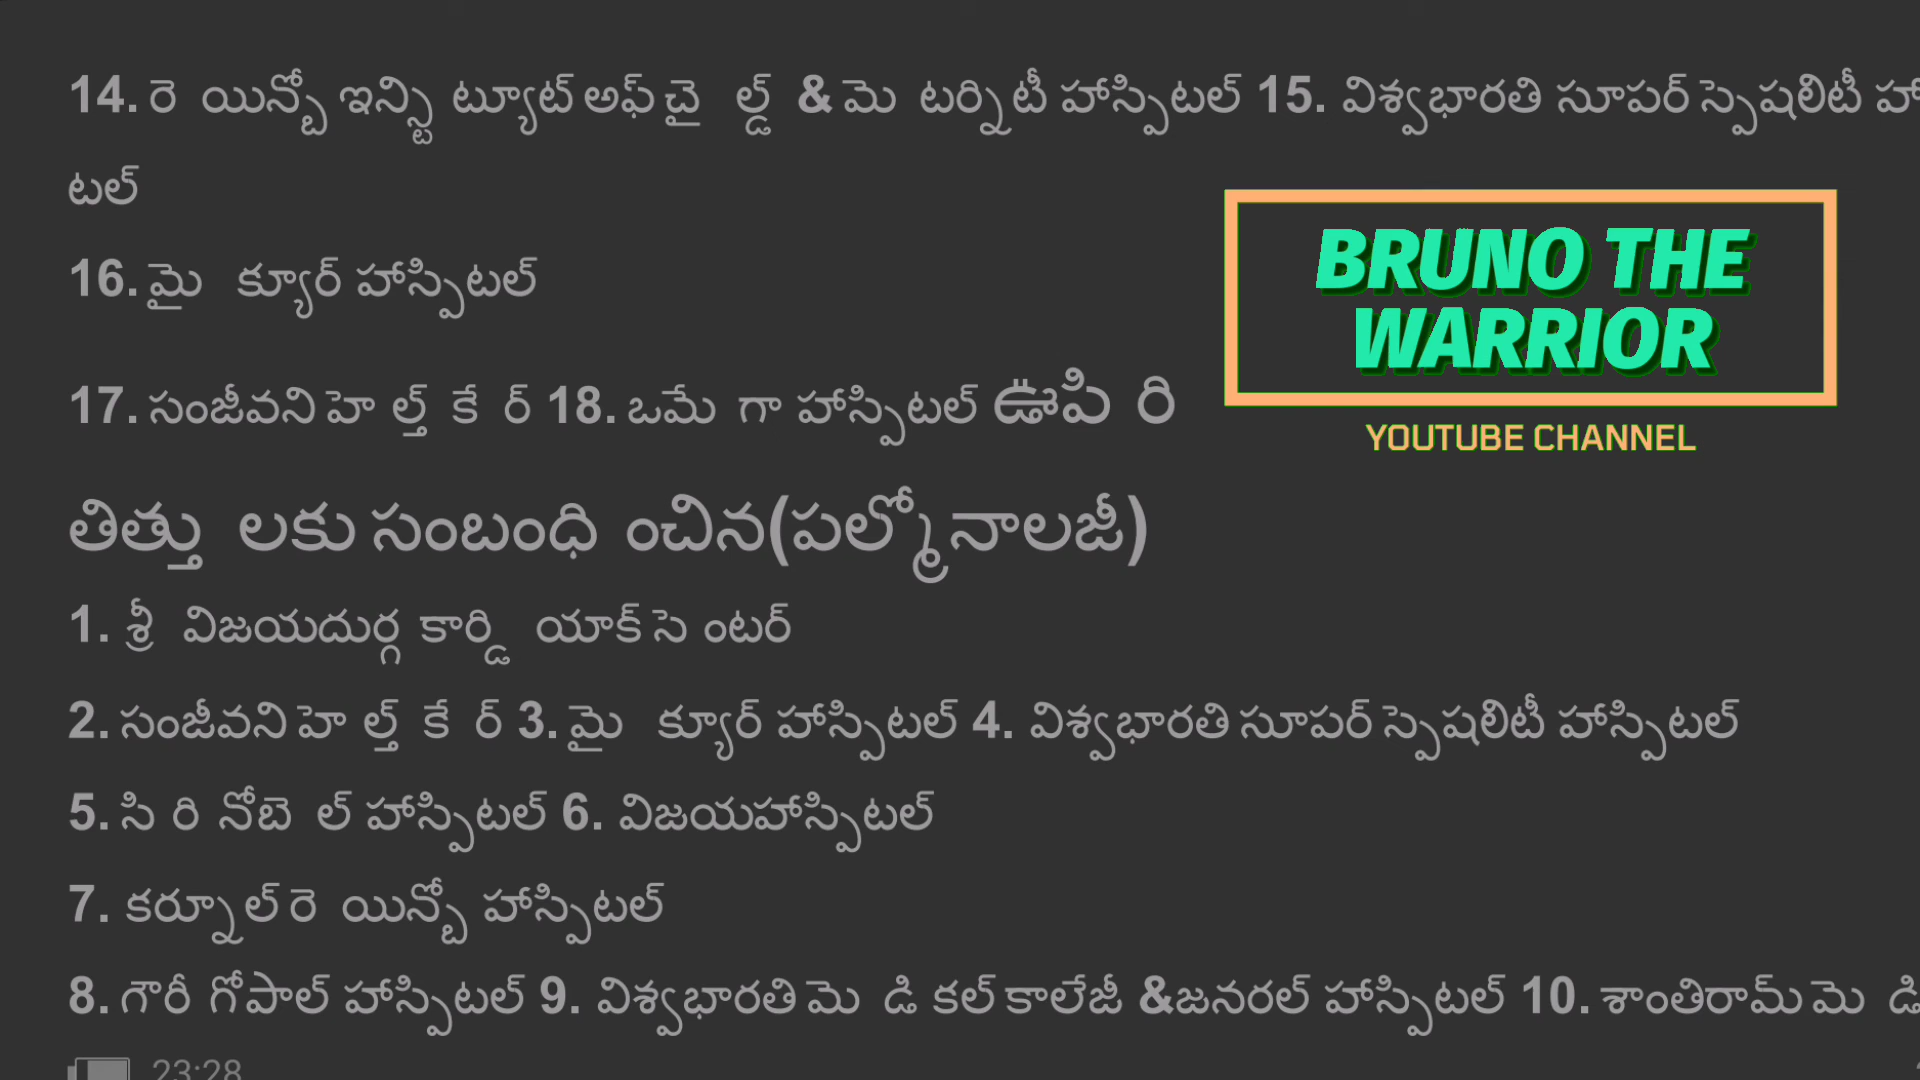 14. రెయిన్బో ఇన్స్టిట్యూట్ అఫ్ చైల్డ్ & మెటర్నిటీ హాస్పిటల్ 15. విశ్వభారతి సూపర్ స్పెషలిటీ హా
టల్
16. మై క్యూర్ హాస్పిటల్
17. సంజీవని హెల్త్ కేర్ 18. ఒమేగా హాస్పిటల్ ఊపిరి
తిత్తులకు సంబంధించిన(పల్మోనాలజీ)
1. శ్రీ విజయదుర్గ కార్డియాక్ సెంటర్
2. సంజీవని హెల్త్ కేర్ 3. మై క్యూర్ హాస్పిటల్ 4. విశ్వభారతి సూపర్ స్పెషలిటీ హాస్పిటల్
5. సిరి నోబెల్ హాస్పిటల్ 6. విజయహాస్పిటల్
7. కర్నూల్ రెయిన్బో హాస్పిటల్
8. గౌరీ గోపాల్ హాస్పిటల్ 9. విశ్వభారతి మెడికల్ కాలేజీ &జనరల్ హాస్పిటల్ 10. శాంతిరామ్ మెడి
23:28
BRUNO THE
WARRIOR
YOUTUBE CHANNEL